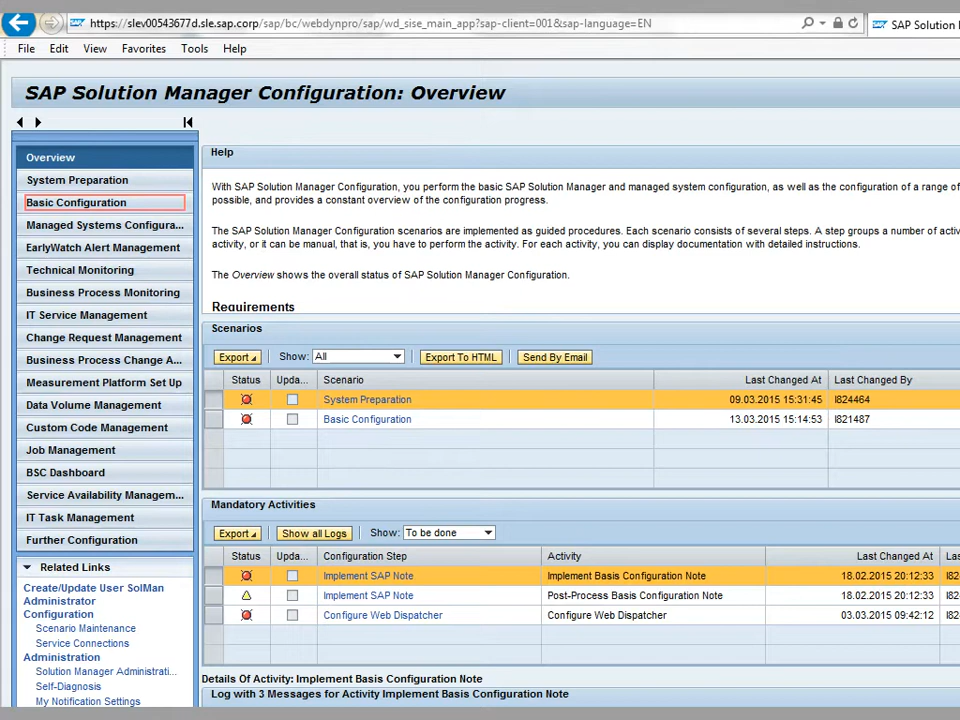 https://slev00543677d.sle.sap.corp/sap/bc/webdynpro/sap/wd_sise_main_app?sap-client=001&sap-language=EN
SAP Solution
File Edit View Favorites Tools Help
SAP Solution Manager Configuration: Overview
Overview
System Preparation
Basic Configuration
Managed Systems Configura...
EarlyWatch Alert Management
Technical Monitoring
Business Process Monitoring
IT Service Management
Change Request Management
Business Process Change A...
Measurement Platform Set Up
Data Volume Management
Custom Code Management
Job Management
BSC Dashboard
Service Availability Managem...
IT Task Management
Further Configuration
Related Links
Create/Update User SolMan
Administrator
Configuration
Scenario Maintenance
Service Connections
Administration
Solution Manager Administrati...
Self-Diagnosis
My Notification Settings
Help
With SAP Solution Manager Configuration, you perform the basic SAP Solution Manager and managed system configuration, as well as the configuration of a range of
possible, and provides a constant overview of the configuration progress.
The SAP Solution Manager Configuration scenarios are implemented as guided procedures. Each scenario consists of several steps. A step groups a number of activi
activity, or it can be manual, that is, you have to perform the activity. For each activity, you can display documentation with detailed instructions.
The Overview shows the overall status of SAP Solution Manager Configuration.
Requirements
Scenarios
Export Show: All Export To HTML Send By Email
Status Upda... Scenario Last Changed At Last Changed By
System Preparation 09.03.2015 15:31:45 I824464
Basic Configuration 13.03.2015 15:14:53 I821487
Mandatory Activities
Export Show all Logs Show: To be done
Status Upda... Configuration Step Activity Last Changed At Las
Implement SAP Note Implement Basis Configuration Note 18.02.2015 20:12:33 I82
Implement SAP Note Post-Process Basis Configuration Note 18.02.2015 20:12:33 I82
Configure Web Dispatcher Configure Web Dispatcher 03.03.2015 09:42:12 I82
Details Of Activity: Implement Basis Configuration Note
Log with 3 Messages for Activity Implement Basis Configuration Note